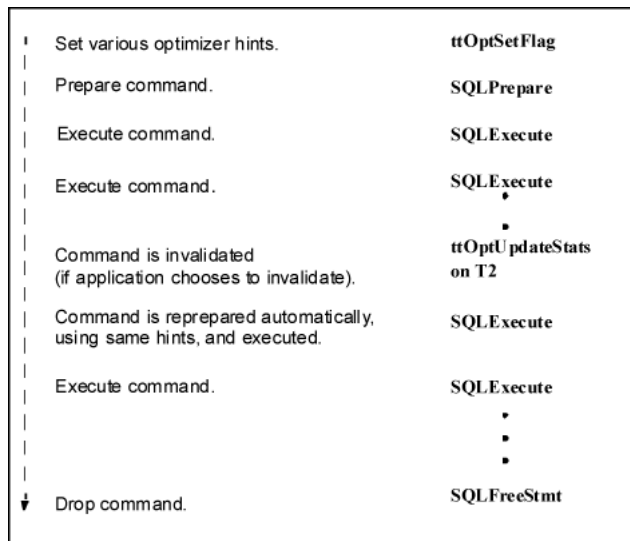 Set various optimizer hints. ttOptSetFlag
Prepare command. SQLPrepare
Execute command. SQLExecute
Execute command. SQLExecute
Command is invalidated ttOptUpdateStats
(if application chooses to invalidate). on T2
Command is reprepared automatically,
using same hints, and executed. SQLExecute
Execute command. SQLExecute
Drop command. SQLFreeStmt